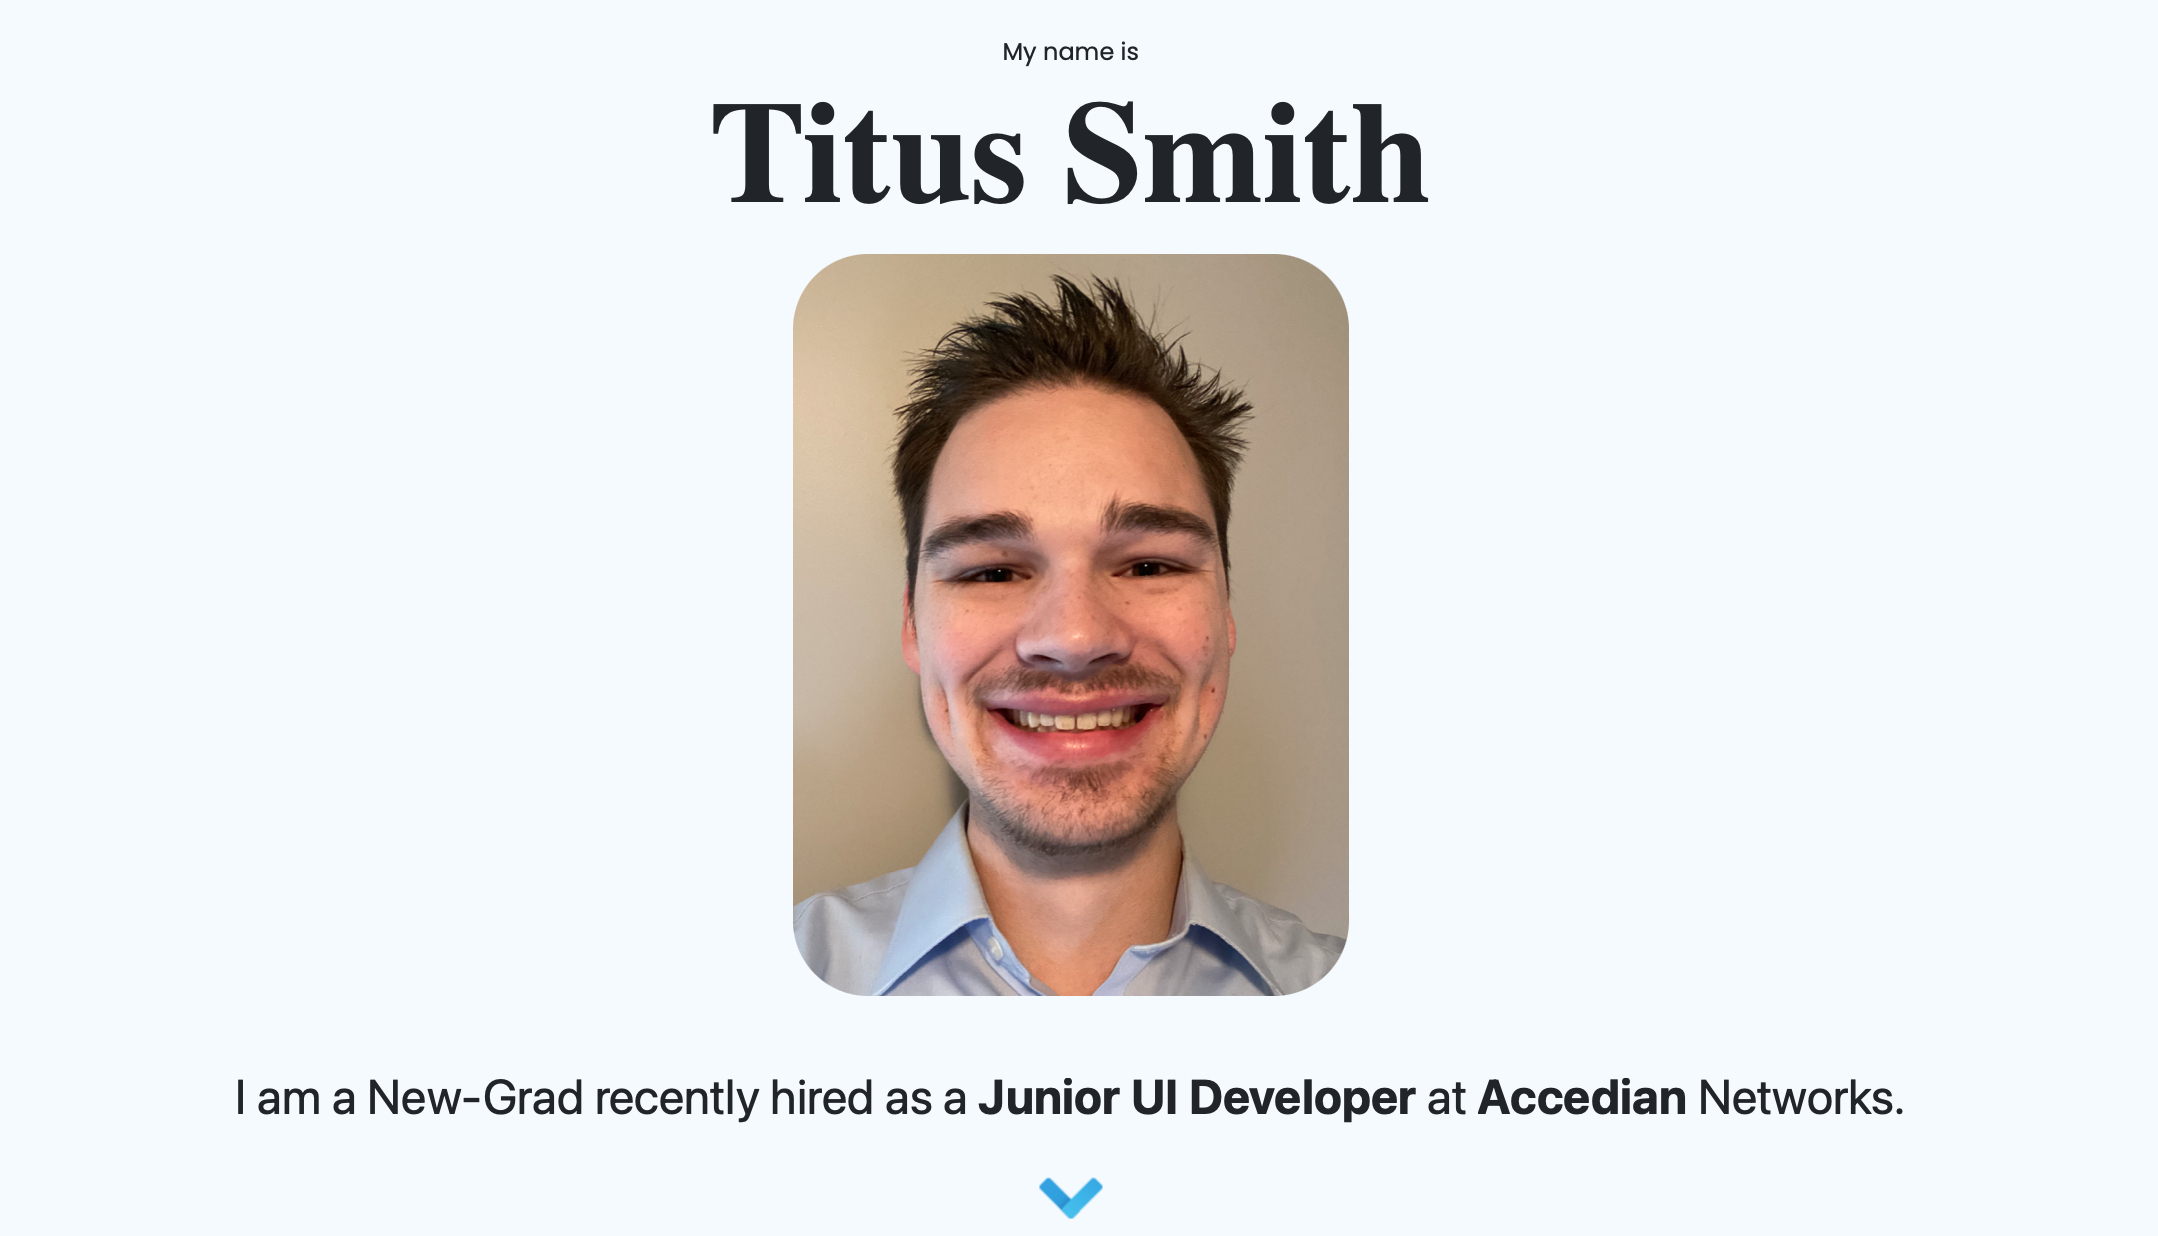 My name is
Titus Smith
I am a New-Grad recently hired as a Junior UI Developer at Accedian Networks.